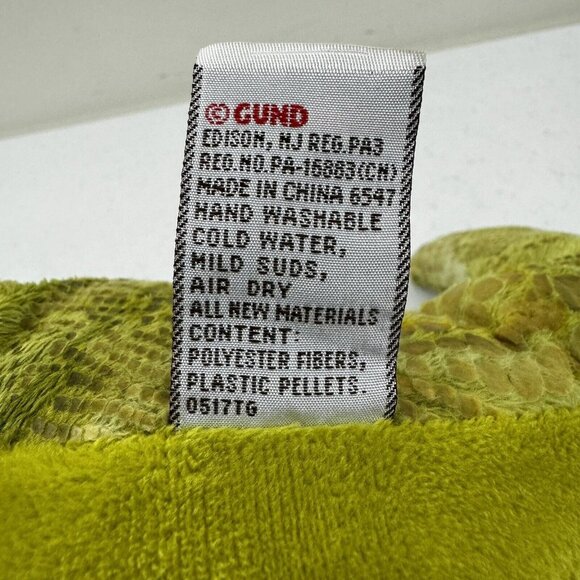 © GUND
EDISON, NJ REG.PA3
REG.NO.PA-16883(CN)
MADE IN CHINA 6547
HAND WASHABLE
COLD WATER,
MILD SUDS,
AIR DRY
ALL NEW MATERIALS
CONTENT:
POLYESTER FIBERS,
PLASTIC PELLETS.
0517TG